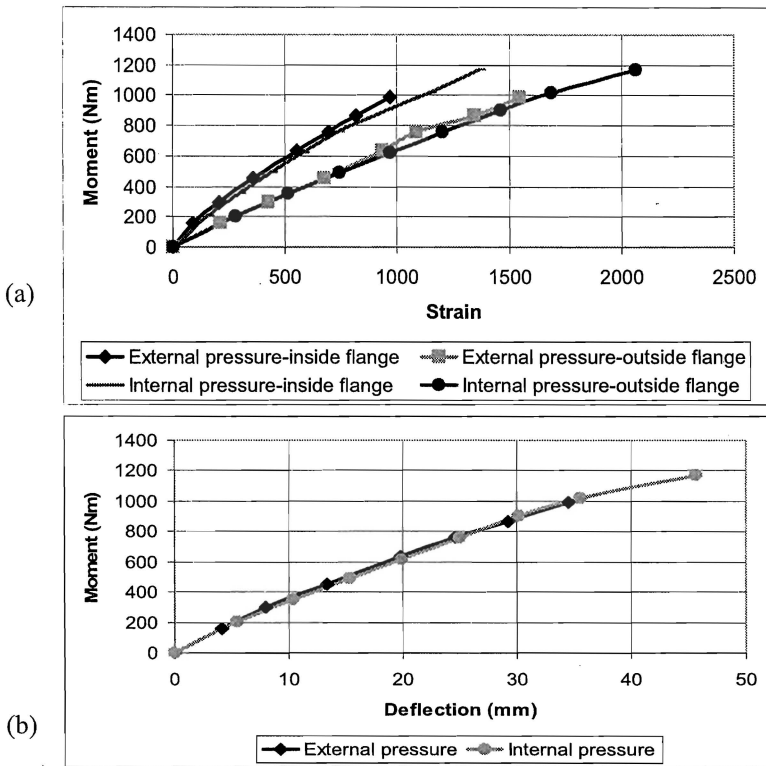 1400
1200
1000
800
600
400
200
0
Moment (Nm)
0 500 1000 1500 2000 2500
Strain
(a)
External pressure-inside flange External pressure-outside flange
Internal pressure-inside flange Internal pressure-outside flange
1400
1200
1000
800
600
400
200
0
Moment (Nm)
0 10 20 30 40 50
Deflection (mm)
(b)
External pressure Internal pressure